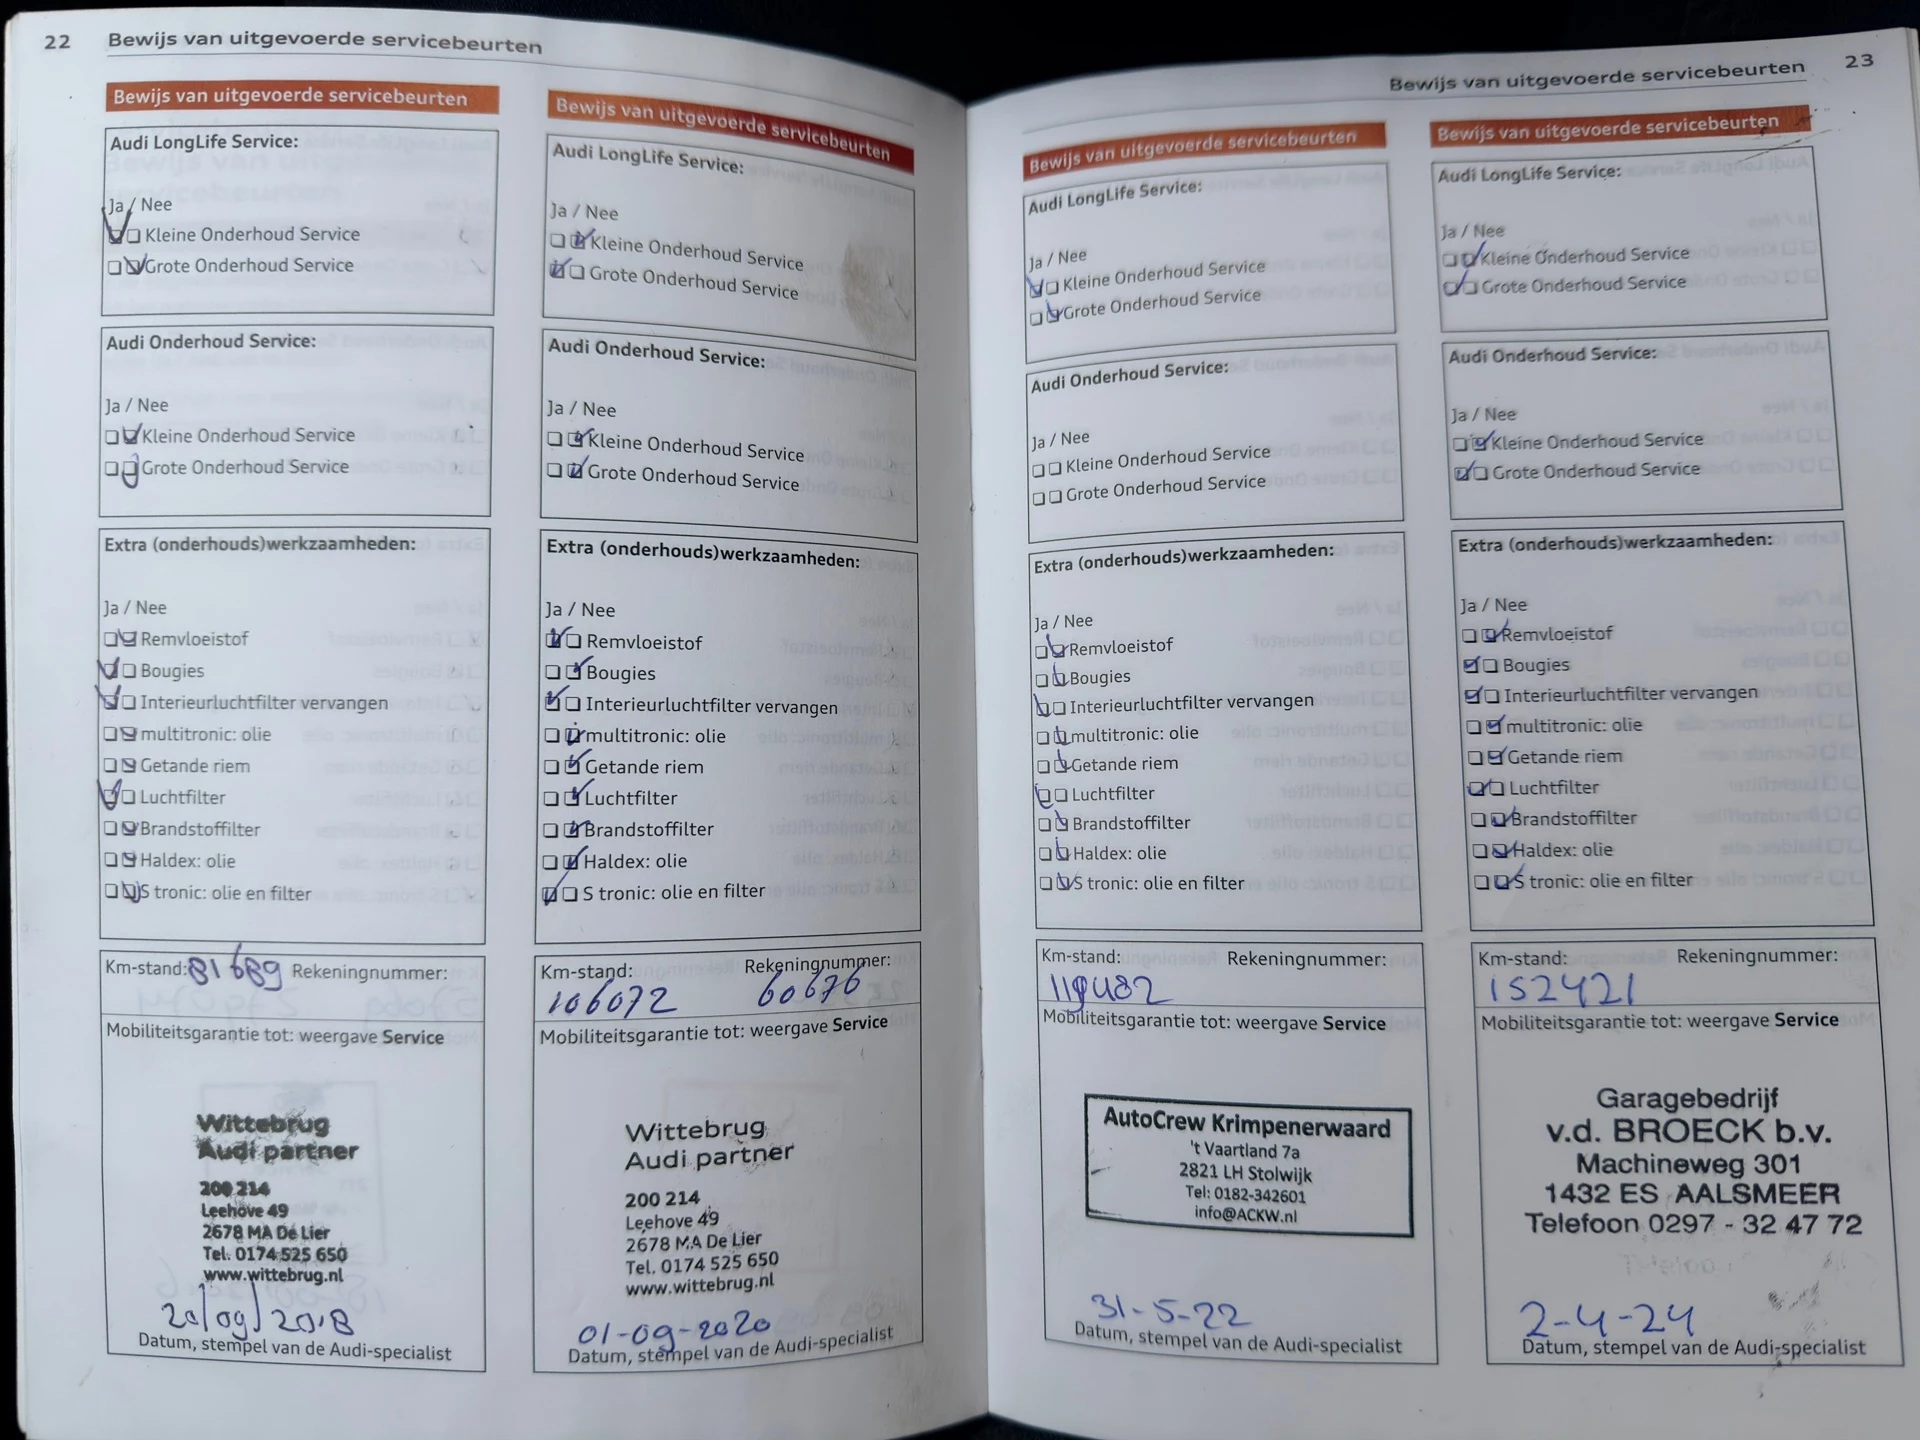 22 Bewijs van uitgevoerde servicebeurten
Bewijs van uitgevoerde servicebeurten
Audi LongLife Service:
Ja / Nee
Kleine Onderhoud Service
Grote Onderhoud Service
Audi Onderhoud Service:
Ja / Nee
Kleine Onderhoud Service
Grote Onderhoud Service
Extra (onderhouds)werkzaamheden:
Ja / Nee
Remvloeistof
Bougies
Interieurluchtfilter vervangen
multitronic: olie
Getande riem
Luchtfilter
Brandstoffilter
Haldex: olie
S tronic: olie en filter
Km-stand: 81689 Rekeningnummer:
Mobiliteitsgarantie tot: weergave Service
Wittebrug
Audi partner
200 214
Leehove 49
2678 MA De Lier
Tel. 0174 525 650
www.wittebrug.nl
20/09/2018
Datum, stempel van de Audi-specialist
Bewijs van uitgevoerde servicebeurten
Audi LongLife Service:
Ja / Nee
Kleine Onderhoud Service
Grote Onderhoud Service
Audi Onderhoud Service:
Ja / Nee
Kleine Onderhoud Service
Grote Onderhoud Service
Extra (onderhouds)werkzaamheden:
Ja / Nee
Remvloeistof
Bougies
Interieurluchtfilter vervangen
multitronic: olie
Getande riem
Luchtfilter
Brandstoffilter
Haldex: olie
S tronic: olie en filter
Km-stand: Rekeningnummer:
106072 60676
Mobiliteitsgarantie tot: weergave Service
Wittebrug
Audi partner
200 214
Leehove 49
2678 MA De Lier
Tel. 0174 525 650
www.wittebrug.nl
01-09-2020
Datum, stempel van de Audi-specialist
Bewijs van uitgevoerde servicebeurten 23
Bewijs van uitgevoerde servicebeurten
Audi LongLife Service:
Ja / Nee
Kleine Onderhoud Service
Grote Onderhoud Service
Audi Onderhoud Service:
Ja / Nee
Kleine Onderhoud Service
Grote Onderhoud Service
Extra (onderhouds)werkzaamheden:
Ja / Nee
Remvloeistof
Bougies
Interieurluchtfilter vervangen
multitronic: olie
Getande riem
Luchtfilter
Brandstoffilter
Haldex: olie
S tronic: olie en filter
Km-stand: Rekeningnummer:
Mobiliteitsgarantie tot: weergave Service
AutoCrew Krimpenerwaard
't Vaartland 7a
2821 LH Stolwijk
Tel: 0182-342601
info@ACKW.nl
31-5-22
Datum, stempel van de Audi-specialist
Bewijs van uitgevoerde servicebeurten
Audi LongLife Service:
Ja / Nee
Kleine Onderhoud Service
Grote Onderhoud Service
Audi Onderhoud Service:
Ja / Nee
Kleine Onderhoud Service
Grote Onderhoud Service
Extra (onderhouds)werkzaamheden:
Ja / Nee
Remvloeistof
Bougies
Interieurluchtfilter vervangen
multitronic: olie
Getande riem
Luchtfilter
Brandstoffilter
Haldex: olie
S tronic: olie en filter
Km-stand: Rekeningnummer:
152421
Mobiliteitsgarantie tot: weergave Service
Garagebedrijf
v.d. BROECK b.v.
Machineweg 301
1432 ES AALSMEER
Telefoon 0297 - 32 47 72
2-4-24
Datum, stempel van de Audi-specialist